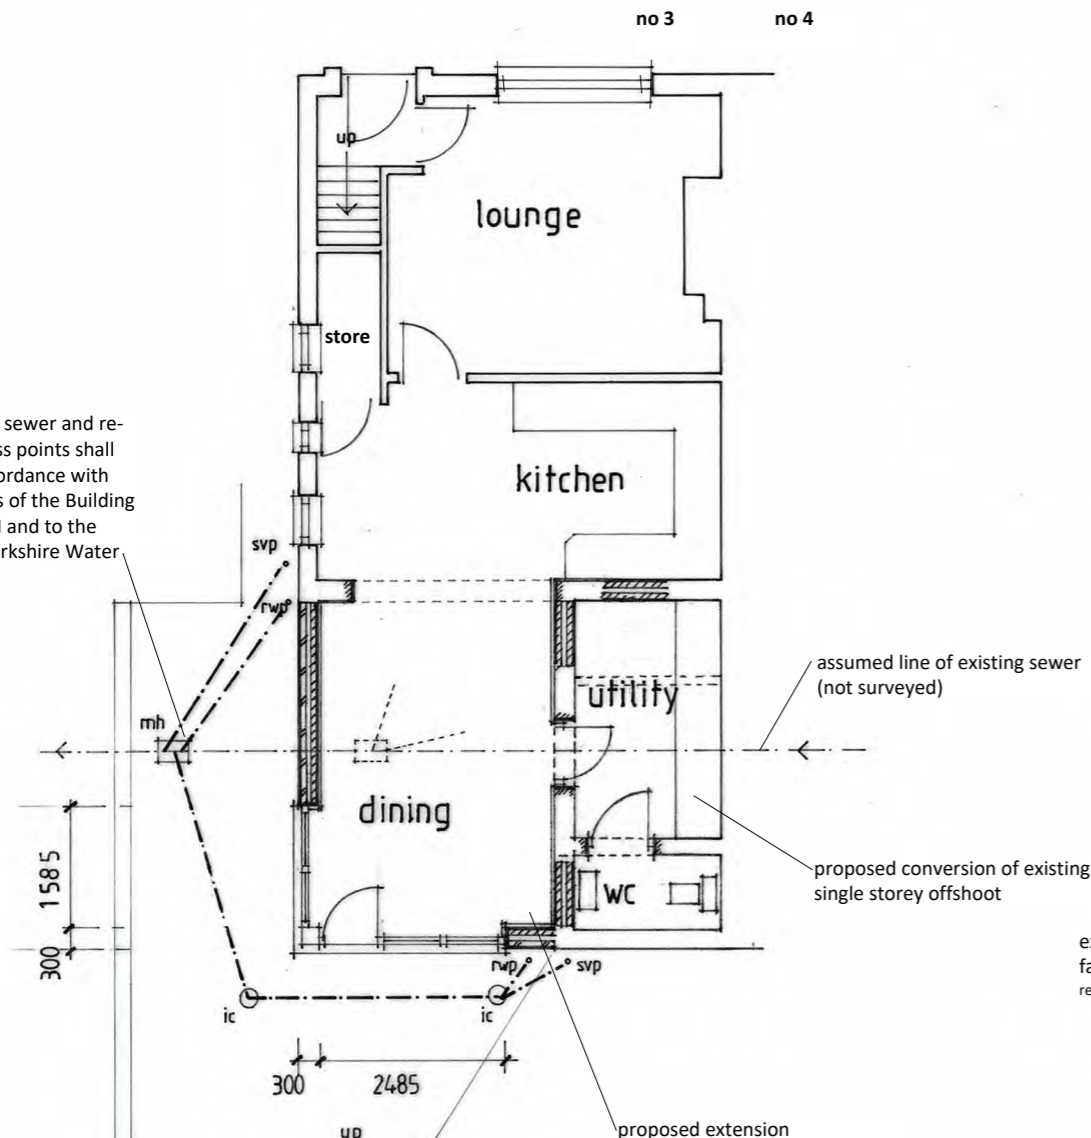 no 3
no 4
up
lounge
store
sewer and re-
ss points shall
ordance with
s of the Building
and to the
rkshire Water
kitchen
svp
rwp
assumed line of existing sewer
(not surveyed)
utility
mh
dining
1585
proposed conversion of existing
single storey offshoot
WC
300
rwp
svp
ic
ic
300
2485
up
proposed extension